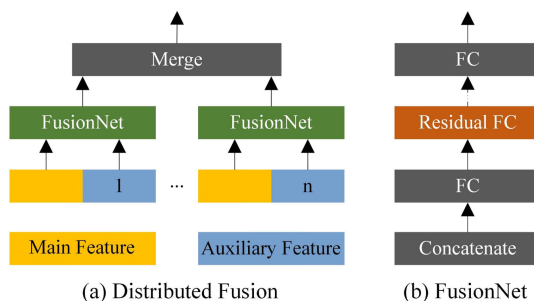 Merge
FC
FusionNet
FusionNet
Residual FC
1
...
n
FC
Main Feature
Auxiliary Feature
Concatenate
(a) Distributed Fusion
(b) FusionNet